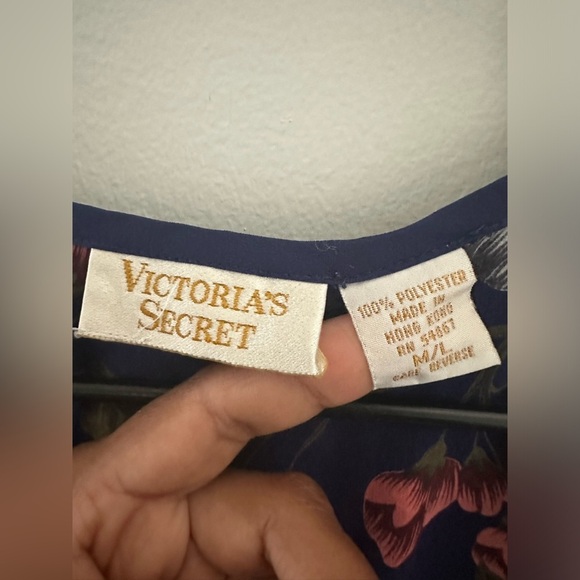 VICTORIA'S
SECRET
100% POLYESTER
MADE IN
HONG KONG
RN 54867
M/L
CARE REVERSE